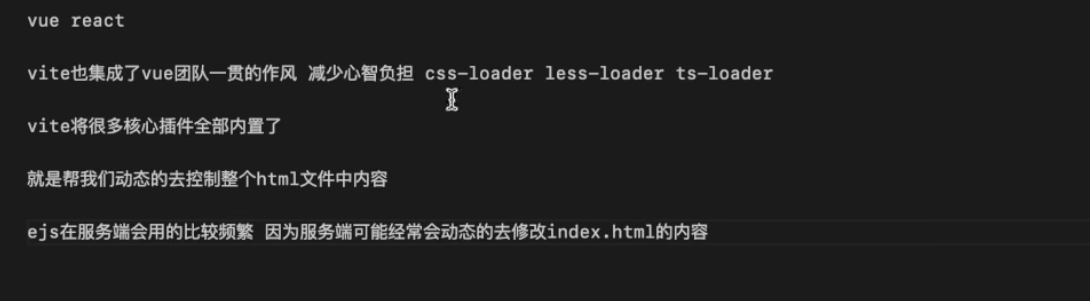 vue react
vite也集成了vue团队一贯的作风 减少心智负担 css-loader less-loader ts-loader
vite将很多核心插件全部内置了
就是帮我们动态的去控制整个html文件中内容
ejs在服务端会用的比较频繁 因为服务端可能经常会动态的去修改index.html的内容